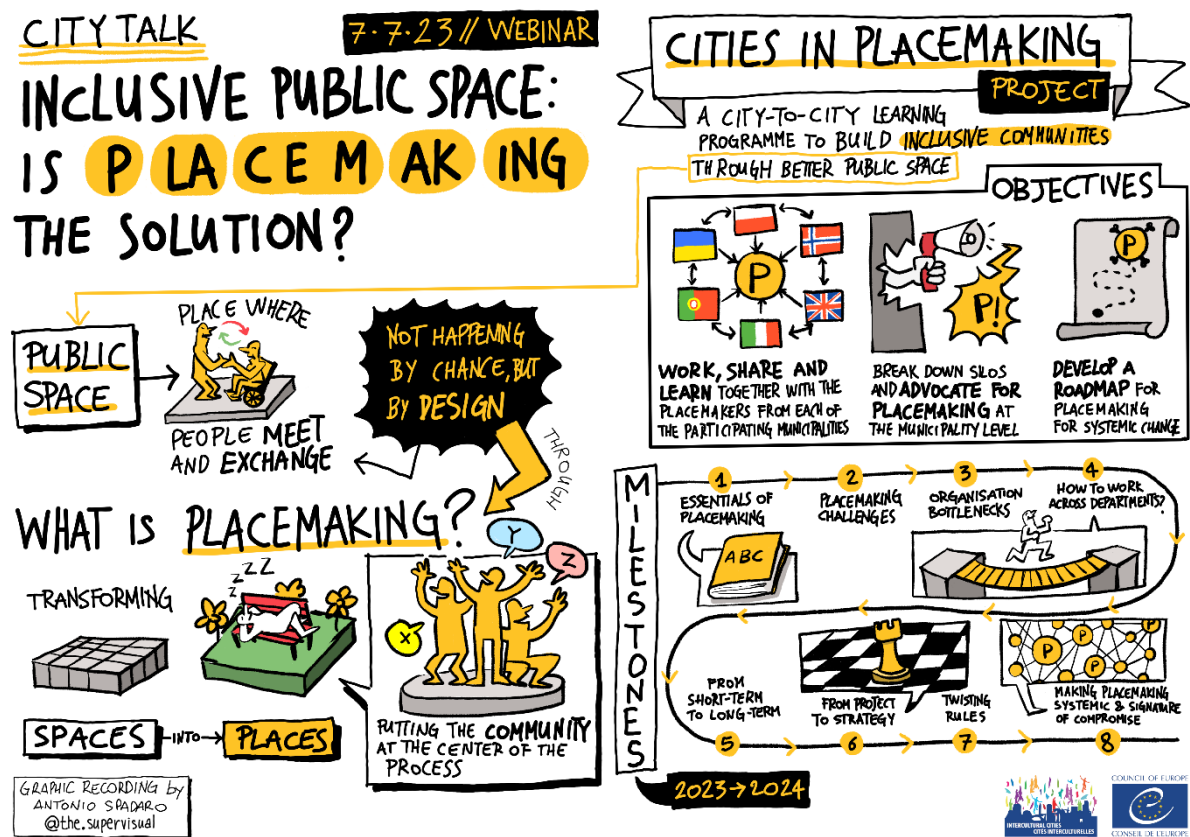 CITY TALK
7·7·23 // WEBINAR
INCLUSIVE PUBLIC SPACE:
IS PLACEMAKING
THE SOLUTION?
PUBLIC
SPACE
PLACE WHERE
PEOPLE MEET
AND EXCHANGE
NOT HAPPENING
BY CHANCE, BUT
BY DESIGN
THROUGH
WHAT IS PLACEMAKING?
TRANSFORMING
Z Z Z Z
SPACES
INTO
PLACES
Y
Z
X
PUTTING THE COMMUNITY
AT THE CENTER OF THE
PROCESS
GRAPHIC RECORDING by
ANTONIO SPADARO
@the.supervisual
CITIES IN PLACEMAKING
PROJECT
A CITY-TO-CITY LEARNING
PROGRAMME TO BUILD INCLUSIVE COMMUNITIES
THROUGH BETTER PUBLIC SPACE
OBJECTIVES
P
WORK, SHARE AND
LEARN TOGETHER WITH THE
PLACEMAKERS FROM EACH OF
THE PARTICIPATING MUNICIPALITIES
P!
BREAK DOWN SILOS
AND ADVOCATE FOR
PLACEMAKING AT
THE MUNICIPALITY LEVEL
P
DEVELOP A
ROADMAP FOR
PLACEMAKING
FOR SYSTEMIC CHANGE
MILESTONES
1
ESSENTIALS OF
PLACEMAKING
ABC
2
PLACEMAKING
CHALLENGES
3
ORGANISATION
BOTTLENECKS
4
HOW TO WORK
ACROSS DEPARTMENTS?
FROM
SHORT-TERM
TO LONG-TERM
5
FROM PROJECT
TO STRATEGY
6
TWISTING
RULES
7
P
P
P
P
MAKING PLACEMAKING
SYSTEMIC & SIGNATURE
OF COMPROMISE
8
2023→2024
INTERCULTURAL CITIES
CITÉS INTERCULTURELLES
COUNCIL OF EUROPE
CONSEIL DE L'EUROPE